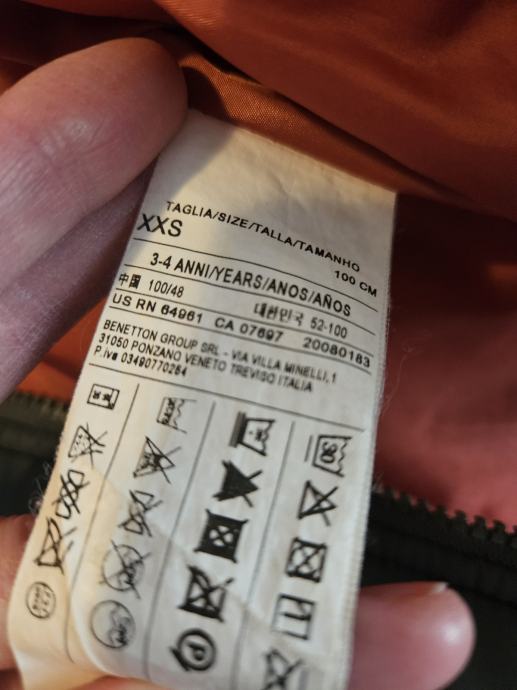 TAGLIA/SIZE/TALLA/TAMANHO
XXS 100 CM
3-4 ANNI/YEARS/ANOS/AÑOS
中国 100/48 대한민국 52-100
US RN 64961 CA 07697 20080183
BENETTON GROUP SRL - VIA VILLA MINELLI,1
31050 PONZANO VENETO TREVISO ITALIA
P.iva 03490770264
P